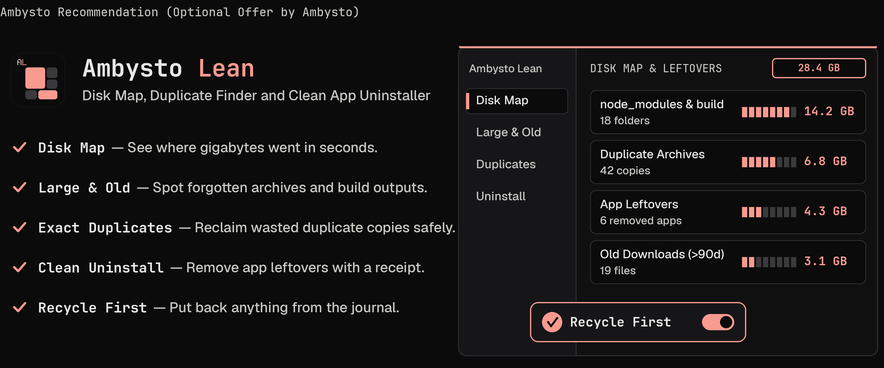 Ambysto Recommendation (Optional Offer by Ambysto)
AL
Ambysto Lean
Disk Map, Duplicate Finder and Clean App Uninstaller
Disk Map — See where gigabytes went in seconds.
Large & Old — Spot forgotten archives and build outputs.
Exact Duplicates — Reclaim wasted duplicate copies safely.
Clean Uninstall — Remove app leftovers with a receipt.
Recycle First — Put back anything from the journal.
Ambysto Lean
Disk Map
Large & Old
Duplicates
Uninstall
DISK MAP & LEFTOVERS
28.4 GB
node_modules & build
18 folders
14.2 GB
Duplicate Archives
42 copies
6.8 GB
App Leftovers
6 removed apps
4.3 GB
Old Downloads (>90d)
19 files
3.1 GB
Recycle First